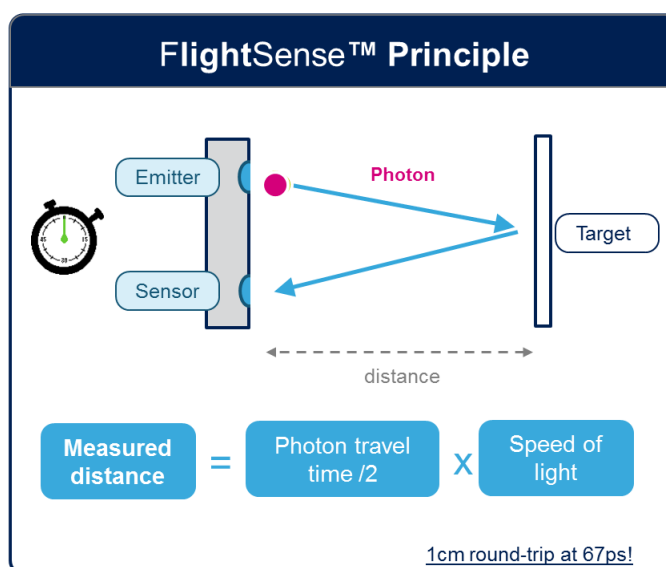 FlightSense™ Principle
Emitter
Photon
Target
Sensor
distance
Measured
distance
=
Photon travel
time /2
x
Speed of
light
1cm round-trip at 67ps!